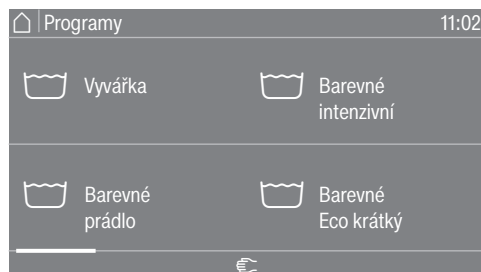 Programy 11:02
Vyvářka
Barevné
intenzivní
Barevné
prádlo
Barevné
Eco krátký